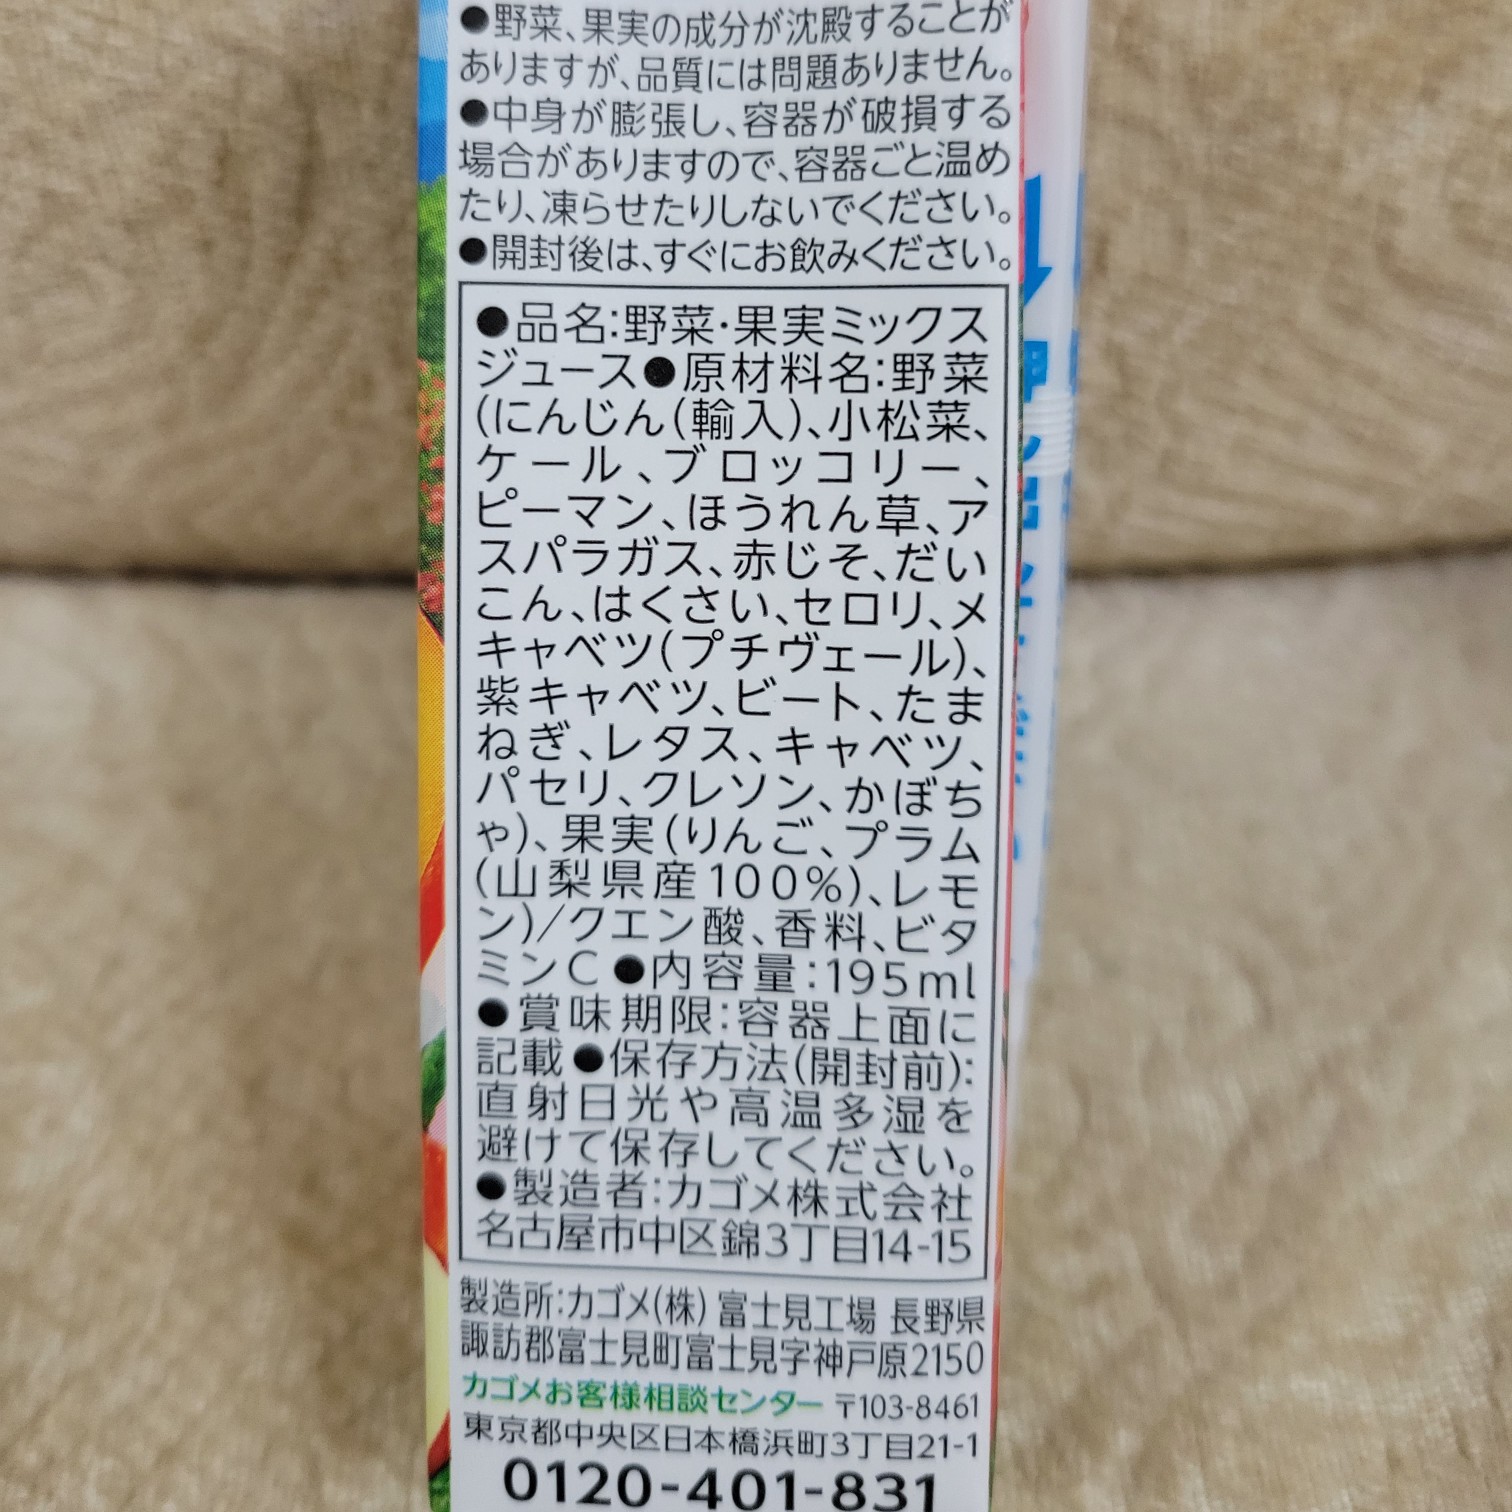 ●野菜、果実の成分が沈殿することが
ありますが、品質には問題ありません。
●中身が膨張し、容器が破損する
場合がありますので、容器ごと温め
たり、凍らせたりしないでください。
●開封後は、すぐにお飲みください。
●品名:野菜・果実ミックス
ジュース●原材料名:野菜
(にんじん(輸入)、小松菜、
ケール、ブロッコリー、
ピーマン、ほうれん草、ア
スパラガス、赤じそ、だい
こん、はくさい、セロリ、メ
キャベツ(プチヴェール)、
紫キャベツ、ビート、たま
ねぎ、レタス、キャベツ、
パセリ、クレソン、かぼち
ゃ)、果実(りんご、プラム
(山梨県産100%)、レモ
ン)/クエン酸、香料、ビタ
ミンC ●内容量:195ml
●賞味期限:容器上面に
記載 ●保存方法(開封前):
直射日光や高温多湿を
避けて保存してください。
●製造者:カゴメ株式会社
名古屋市中区錦3丁目14-15
製造所:カゴメ(株) 富士見工場 長野県
諏訪郡富士見町富士見字神戸原2150
カゴメお客様相談センター 〒103-8461
東京都中央区日本橋浜町3丁目21-1
0120-401-831